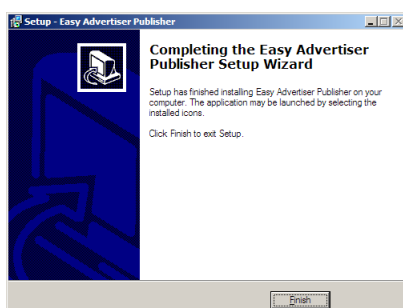 Setup - Easy Advertiser Publisher
Completing the Easy Advertiser
Publisher Setup Wizard
Setup has finished installing Easy Advertiser Publisher on your
computer. The application may be launched by selecting the
installed icons.
Click Finish to exit Setup.
Finish